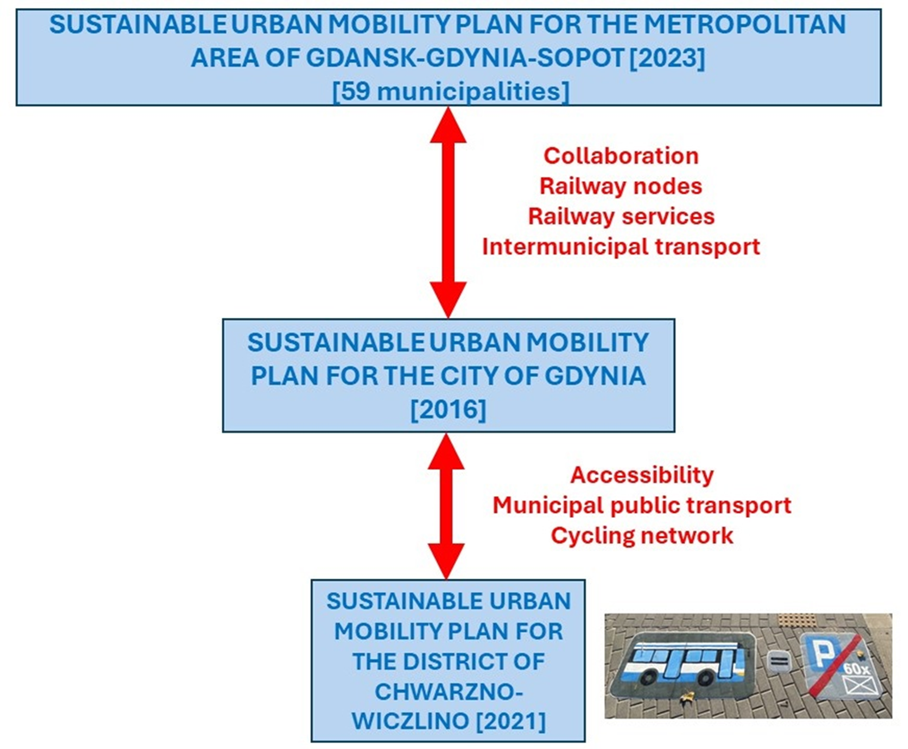 SUSTAINABLE URBAN MOBILITY PLAN FOR THE METROPOLITAN
AREA OF GDANSK-GDYNIA-SOPOT [2023]
[59 municipalities]
Collaboration
Railway nodes
Railway services
Intermunicipal transport
SUSTAINABLE URBAN MOBILITY
PLAN FOR THE CITY OF GDYNIA
[2016]
Accessibility
Municipal public transport
Cycling network
SUSTAINABLE URBAN
MOBILITY PLAN FOR
THE DISTRICT OF
CHWARZNO-
WICZLINO [2021]
=
P
60x